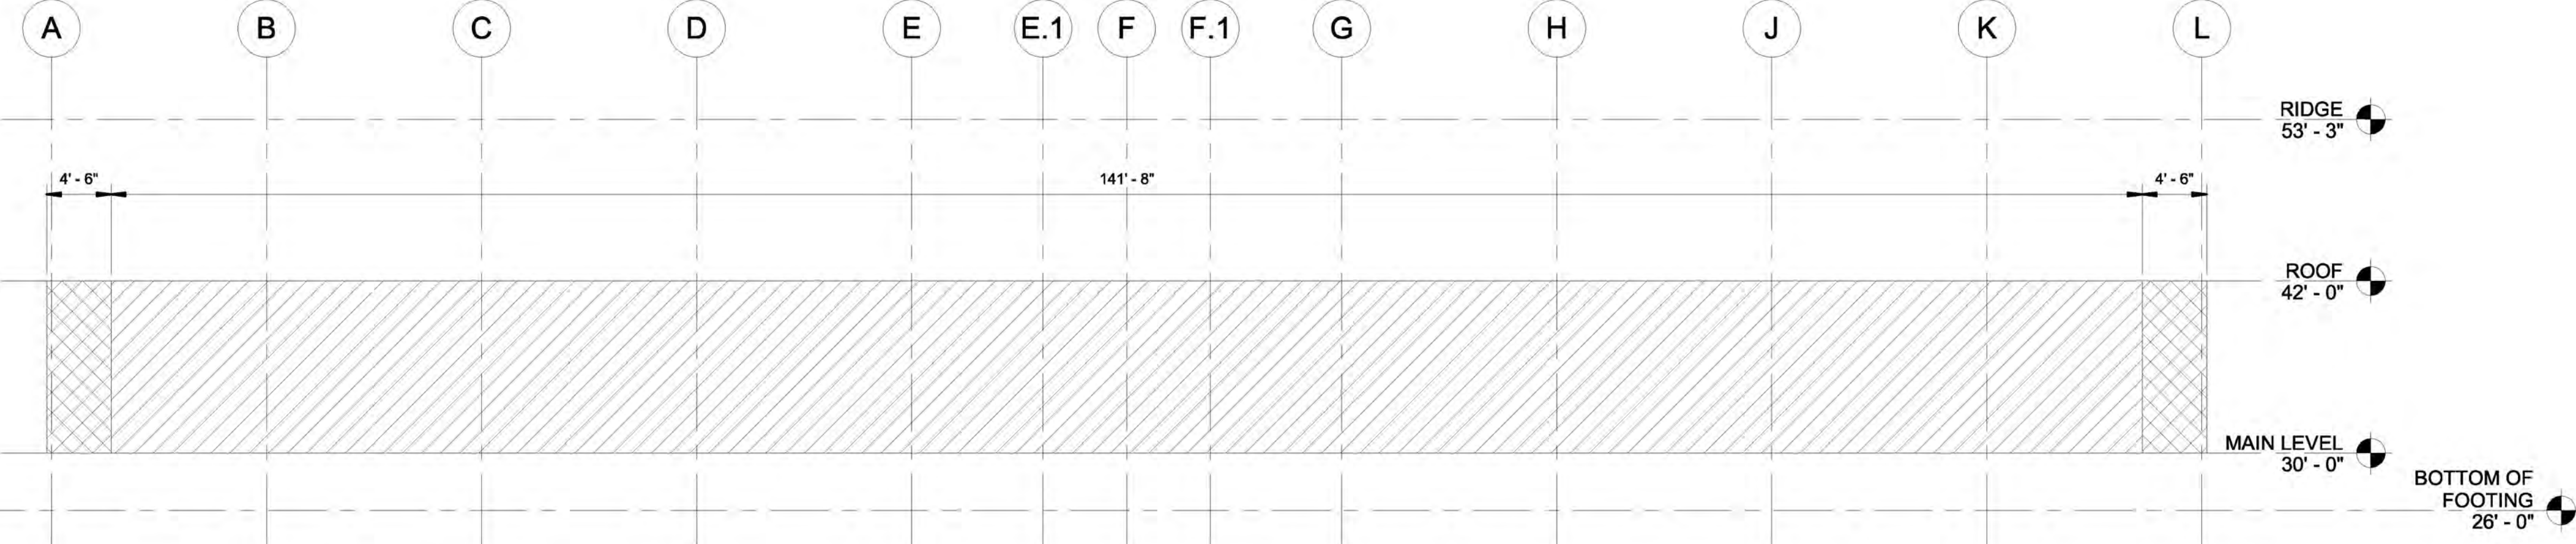 A B C D E E.1 F F.1 G H J K L
RIDGE
53' - 3"
4' - 6" 141' - 8" 4' - 6"
ROOF
42' - 0"
MAIN LEVEL
30' - 0"
BOTTOM OF
FOOTING
26' - 0"